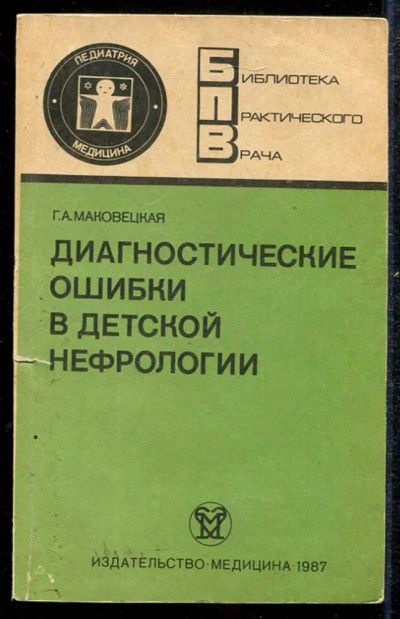 ПЕДИАТРИЯ
МЕДИЦИНА
БИБЛИОТЕКА
ПРАКТИЧЕСКОГО
ВРАЧА
Г.А.МАКОВЕЦКАЯ
ДИАГНОСТИЧЕСКИЕ
ОШИБКИ
В ДЕТСКОЙ
НЕФРОЛОГИИ
ИЗДАТЕЛЬСТВО·МЕДИЦИНА·1987